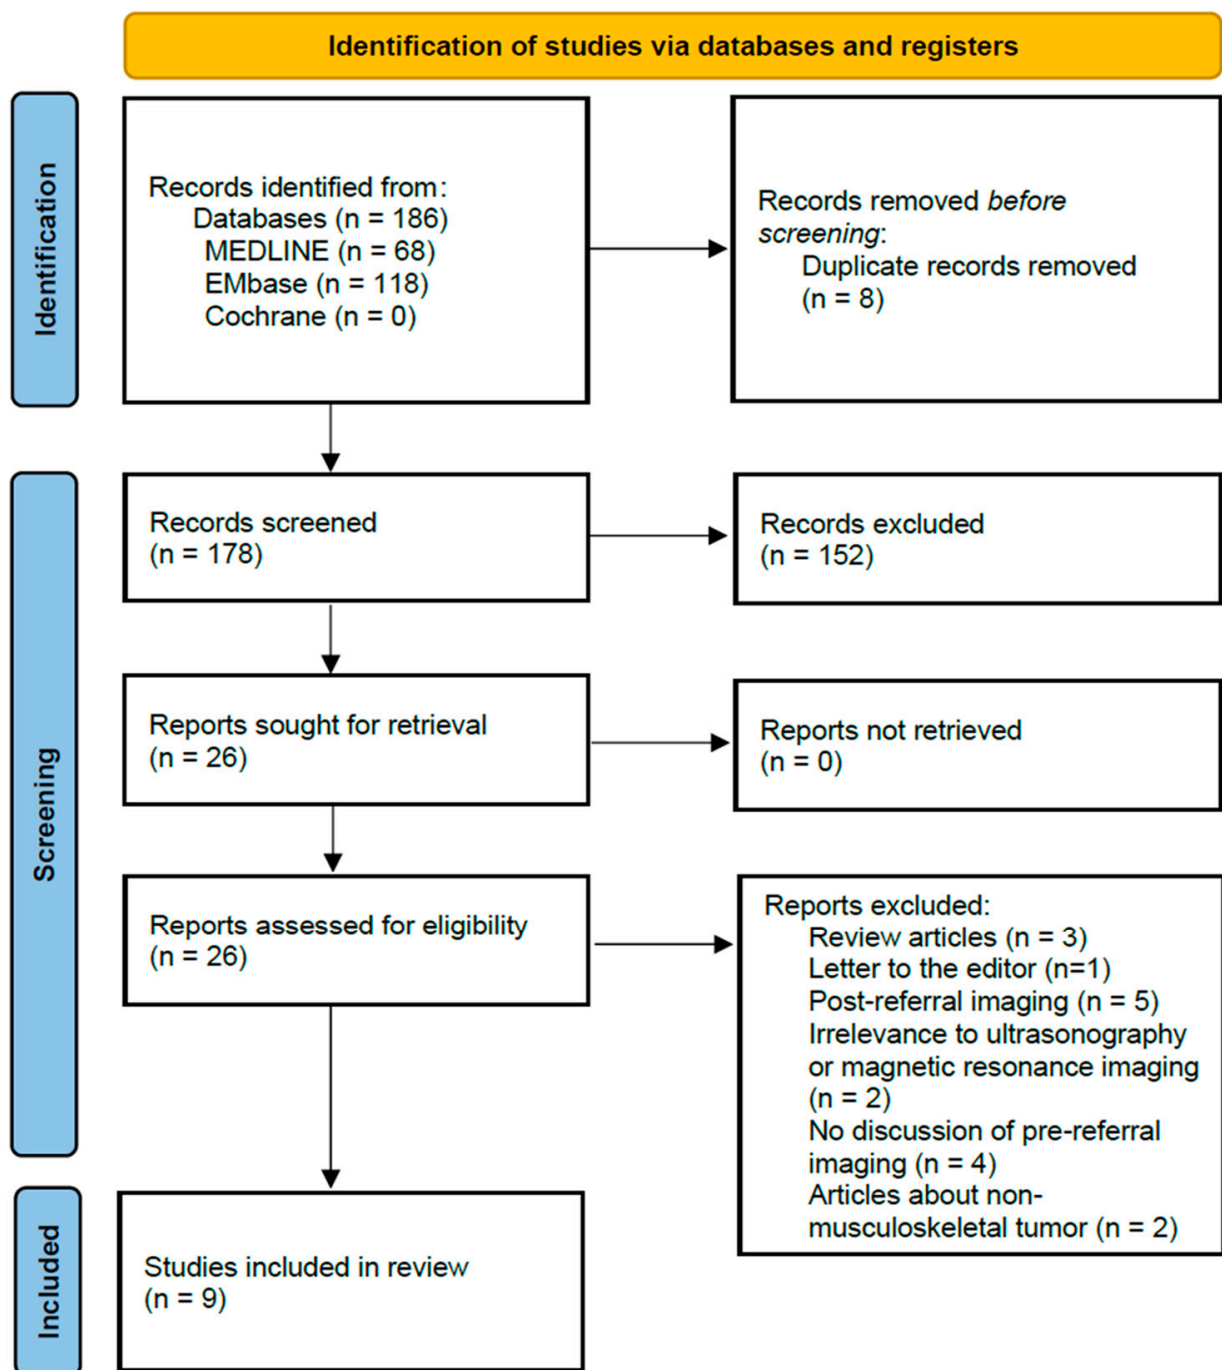 Identification of studies via databases and registers
Identification
Records identified from:
Databases (n = 186)
MEDLINE (n = 68)
EMbase (n = 118)
Cochrane (n = 0)
Records removed before
screening:
Duplicate records removed
(n = 8)
Screening
Records screened
(n = 178)
Records excluded
(n = 152)
Reports sought for retrieval
(n = 26)
Reports not retrieved
(n = 0)
Reports assessed for eligibility
(n = 26)
Reports excluded:
Review articles (n = 3)
Letter to the editor (n=1)
Post-referral imaging (n = 5)
Irrelevance to ultrasonography
or magnetic resonance imaging
(n = 2)
No discussion of pre-referral
imaging (n = 4)
Articles about non-
musculoskeletal tumor (n = 2)
Included
Studies included in review
(n = 9)